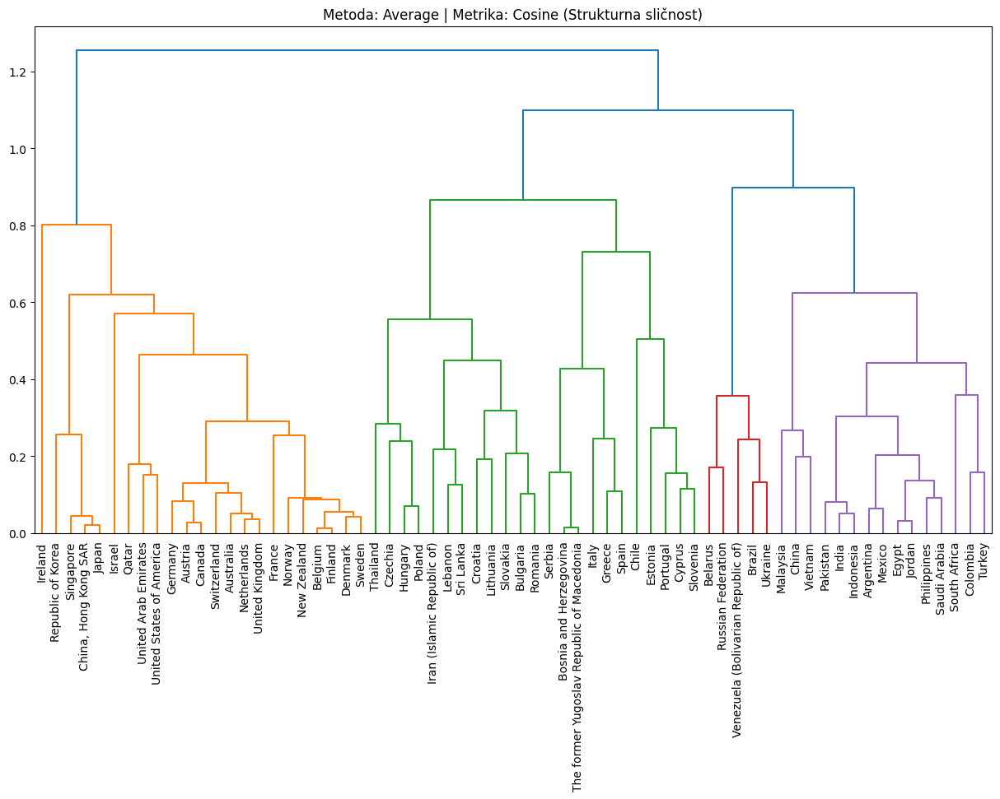 Metoda: Average | Metrika: Cosine (Strukturna sličnost)
1.2
1.0
0.8
0.6
0.4
0.2
0.0
Ireland
Republic of Korea
Singapore
China, Hong Kong SAR
Japan
Israel
Qatar
United Arab Emirates
United States of America
Germany
Austria
Canada
Switzerland
Australia
Netherlands
United Kingdom
France
Norway
New Zealand
Belgium
Finland
Denmark
Sweden
Thailand
Czechia
Hungary
Poland
Iran (Islamic Republic of)
Lebanon
Sri Lanka
Croatia
Lithuania
Slovakia
Bulgaria
Romania
Serbia
Bosnia and Herzegovina
The former Yugoslav Republic of Macedonia
Italy
Greece
Spain
Chile
Estonia
Portugal
Cyprus
Slovenia
Belarus
Russian Federation
Venezuela (Bolivarian Republic of)
Brazil
Ukraine
Malaysia
China
Vietnam
Pakistan
India
Indonesia
Argentina
Mexico
Egypt
Jordan
Philippines
Saudi Arabia
South Africa
Colombia
Turkey